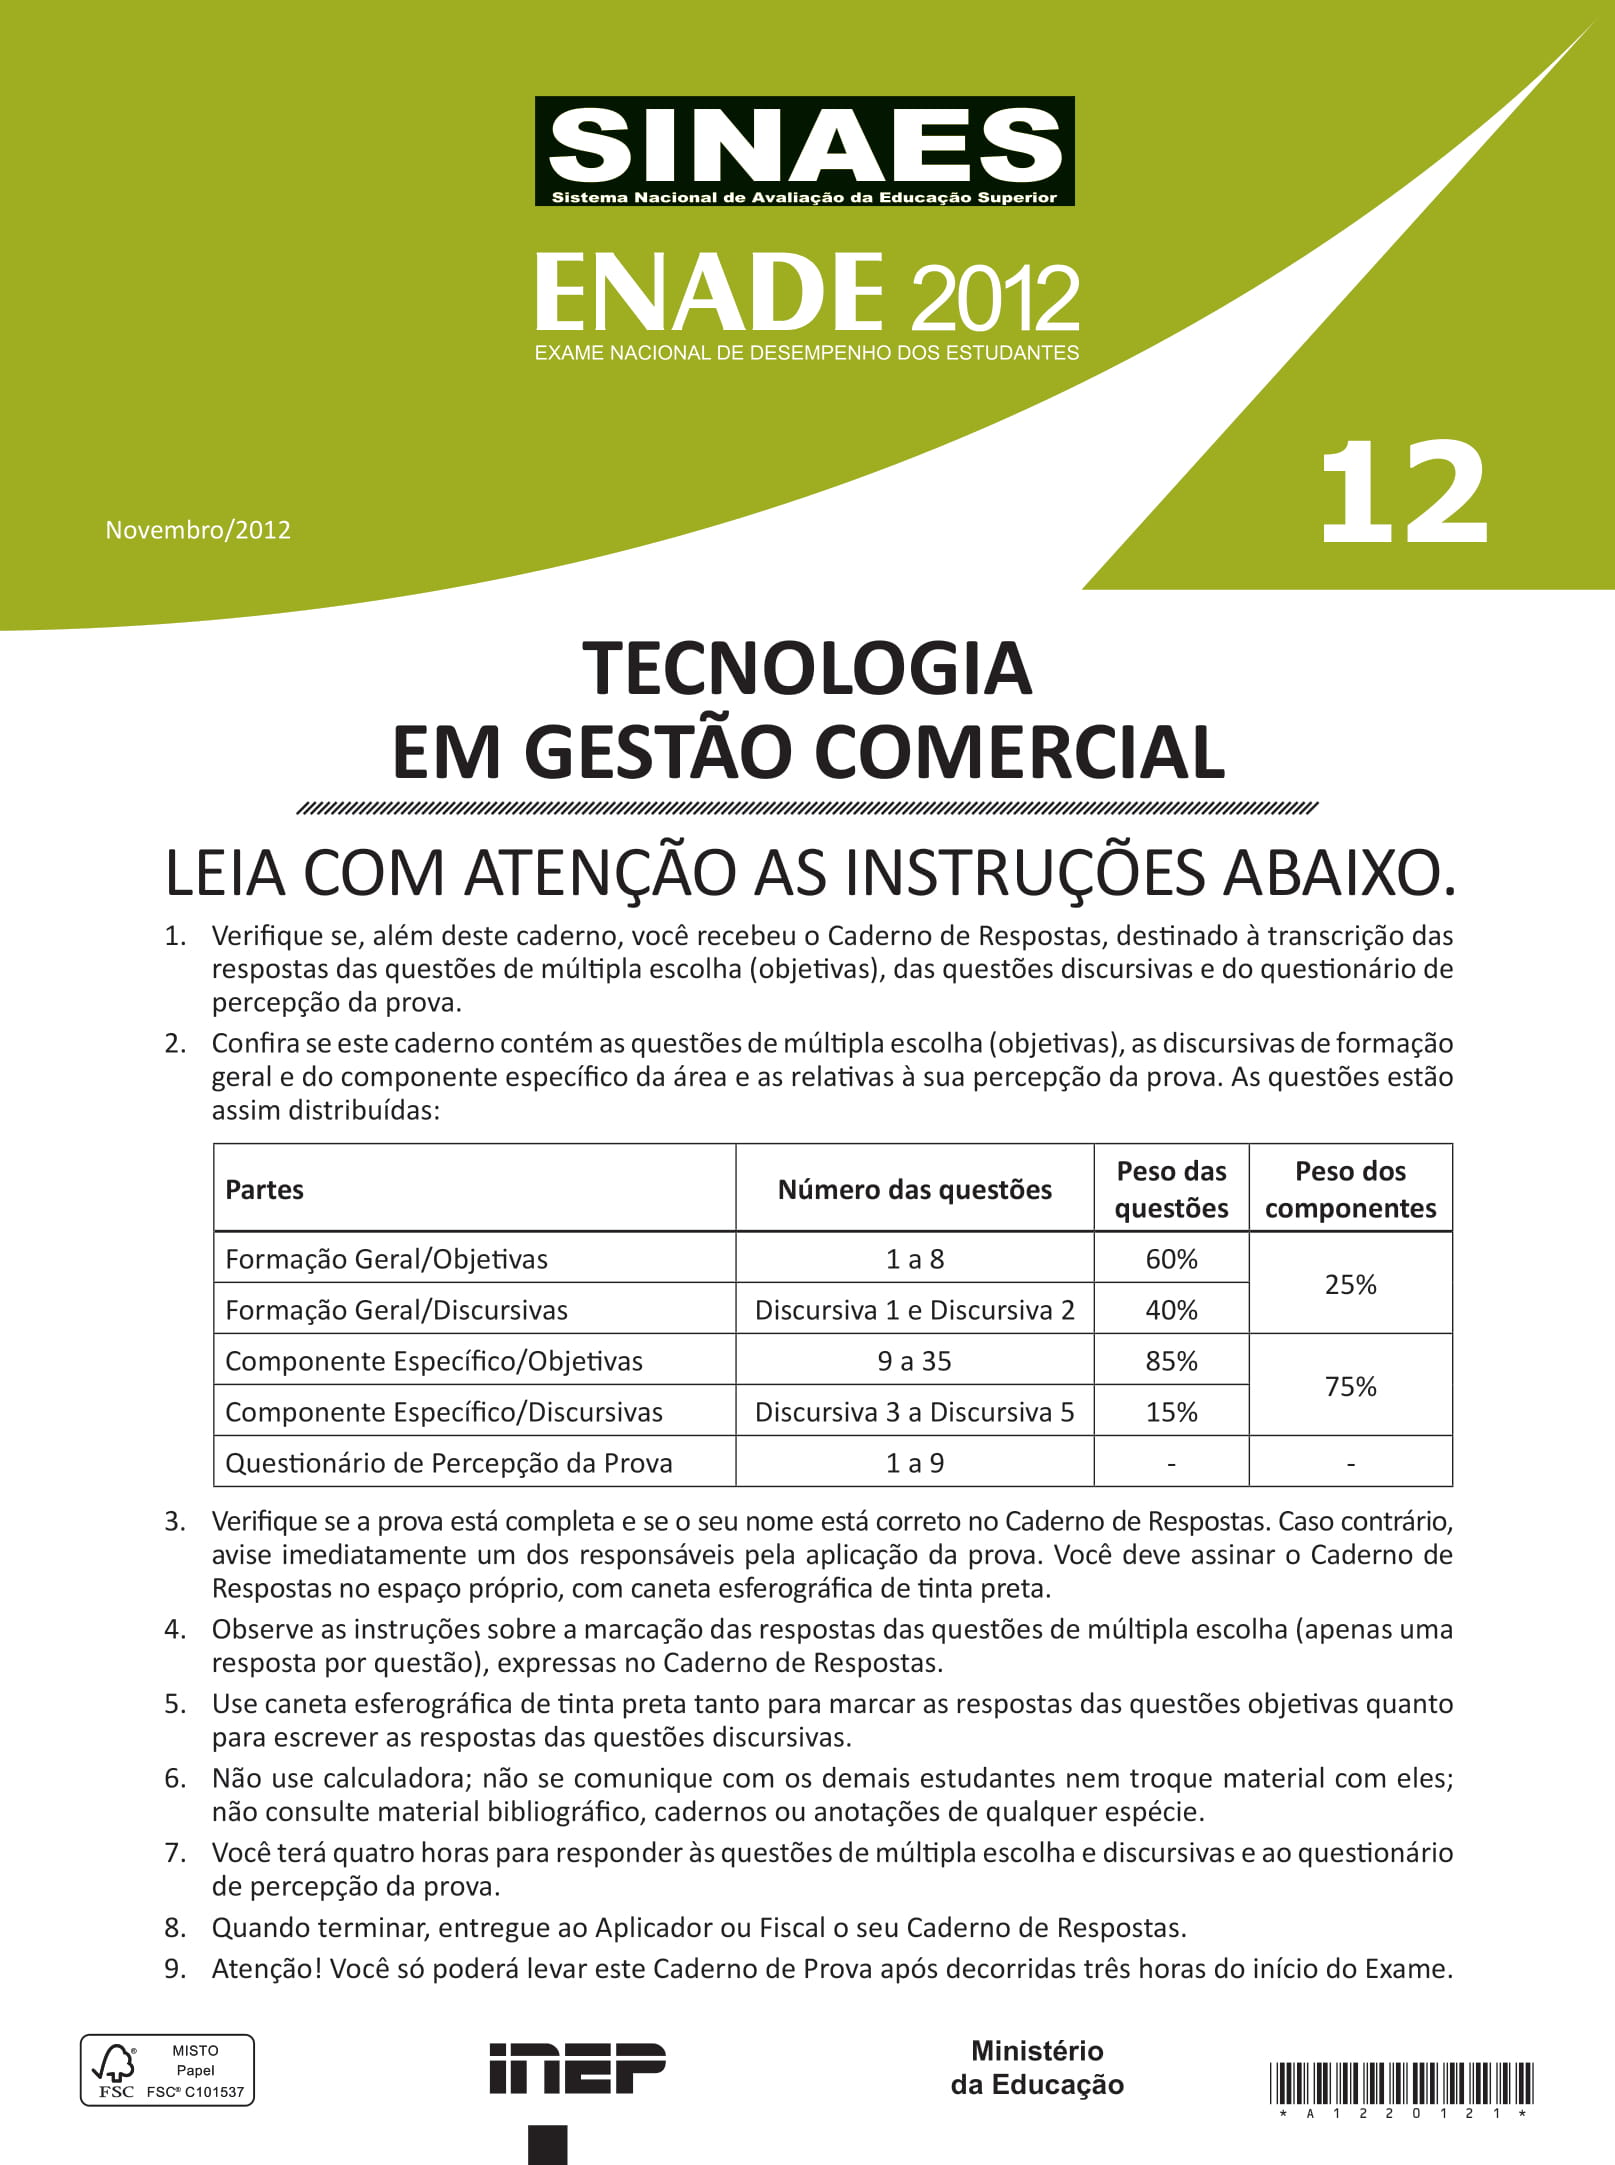 SINAES
Sistema Nacional de Avaliação da Educação Superior
ENADE 2012
EXAME NACIONAL DE DESEMPENHO DOS ESTUDANTES
12
Novembro/2012
TECNOLOGIA
EM GESTÃO COMERCIAL
LEIA COM ATENÇÃO AS INSTRUÇÕES ABAIXO.
1. Verifique se, além deste caderno, você recebeu o Caderno de Respostas, destinado à transcrição das
respostas das questões de múltipla escolha (objetivas), das questões discursivas e do questionário de
percepção da prova.
2. Confira se este caderno contém as questões de múltipla escolha (objetivas), as discursivas de formação
geral e do componente específico da área e as relativas à sua percepção da prova. As questões estão
assim distribuídas:
Partes Número das questões Peso das questões Peso dos componentes
Formação Geral/Objetivas 1 a 8 60% 25%
Formação Geral/Discursivas Discursiva 1 e Discursiva 2 40%
Componente Específico/Objetivas 9 a 35 85% 75%
Componente Específico/Discursivas Discursiva 3 a Discursiva 5 15%
Questionário de Percepção da Prova 1 a 9 - -
3. Verifique se a prova está completa e se o seu nome está correto no Caderno de Respostas. Caso contrário,
avise imediatamente um dos responsáveis pela aplicação da prova. Você deve assinar o Caderno de
Respostas no espaço próprio, com caneta esferográfica de tinta preta.
4. Observe as instruções sobre a marcação das respostas das questões de múltipla escolha (apenas uma
resposta por questão), expressas no Caderno de Respostas.
5. Use caneta esferográfica de tinta preta tanto para marcar as respostas das questões objetivas quanto
para escrever as respostas das questões discursivas.
6. Não use calculadora; não se comunique com os demais estudantes nem troque material com eles;
não consulte material bibliográfico, cadernos ou anotações de qualquer espécie.
7. Você terá quatro horas para responder às questões de múltipla escolha e discursivas e ao questionário
de percepção da prova.
8. Quando terminar, entregue ao Aplicador ou Fiscal o seu Caderno de Respostas.
9. Atenção! Você só poderá levar este Caderno de Prova após decorridas três horas do início do Exame.
MISTO
Papel
FSC FSC® C101537
INEP
Ministério
da Educação
* A 1 2 2 0 1 2 1 *